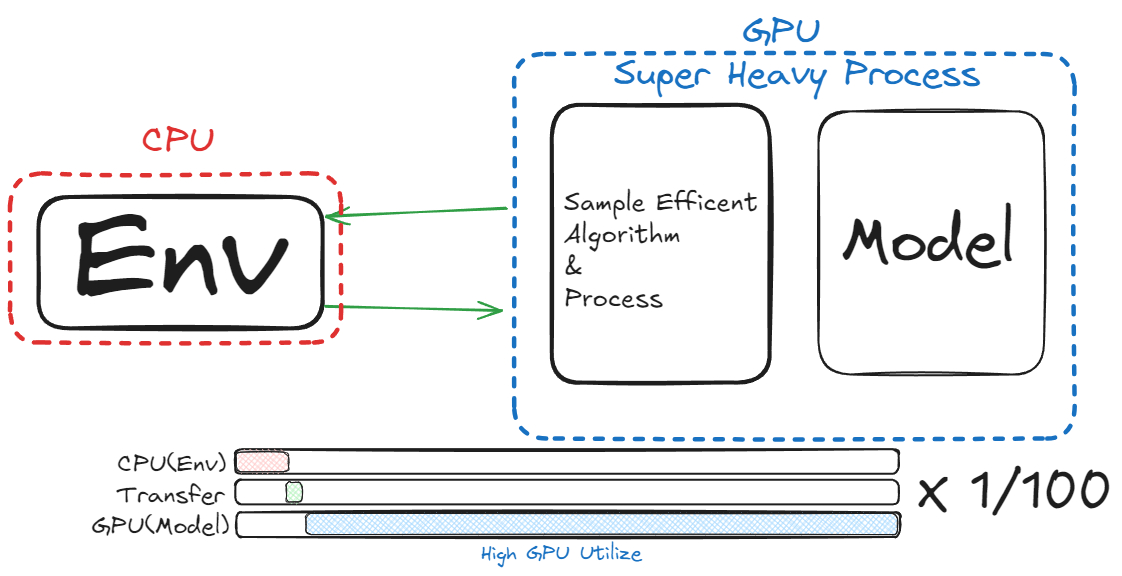 GPU
Super Heavy Process
CPU
Env
Sample Efficent
Algorithm
&
Process
Model
CPU(Env)
Transfer
GPU(Model)
x 1/100
High GPU Utilize